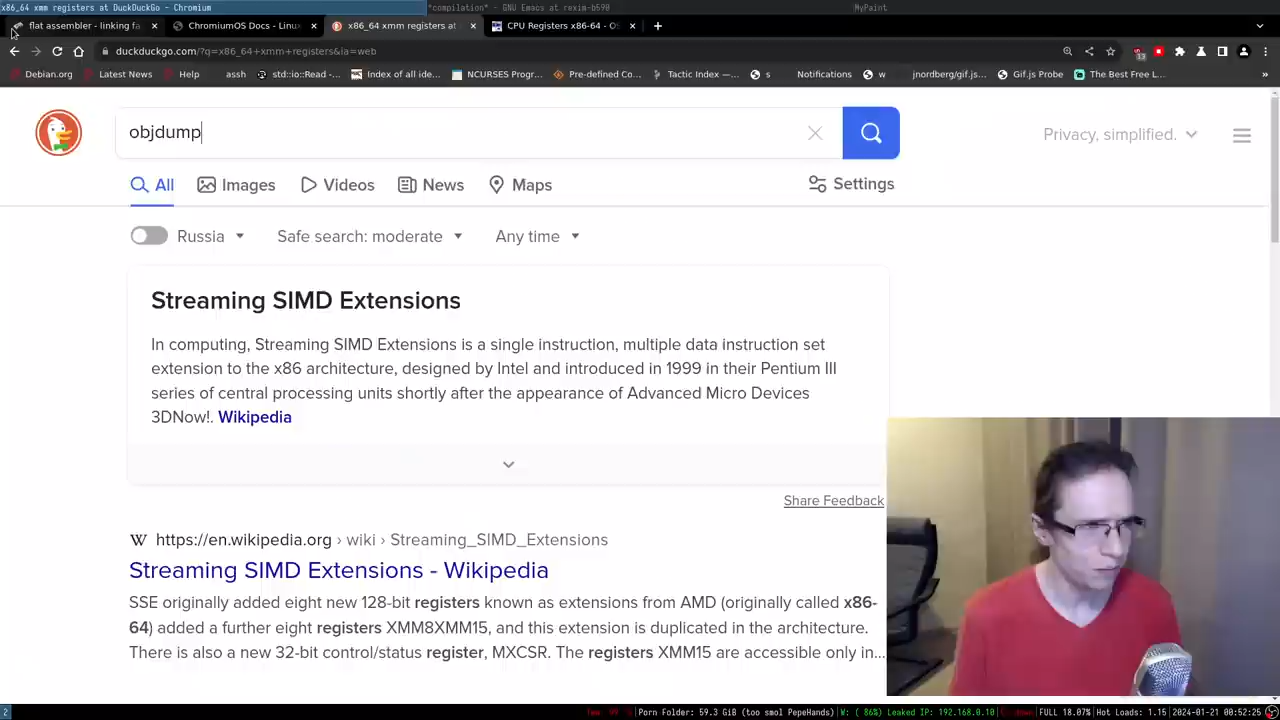 x86_64 xmm registers at DuckDuckGo - Chromium
*compilation* - GNU Emacs at rexim-b590
MyPaint
flat assembler - linking fa
ChromiumOS Docs - Linux
x86_64 xmm registers at
CPU Registers x86-64 - OS
duckduckgo.com/?q=x86_64+xmm+registers&ia=web
13
Debian.org
Latest News
Help
assh
std::io::Read -...
Index of all ide...
NCURSES Progr...
Pre-defined Co...
Tactic Index —...
s
Notifications
w
jnordberg/gif.js...
Gif.js Probe
The Best Free L...
»
objdump
Privacy, simplified.
All
Images
Videos
News
Maps
Settings
Russia
Safe search: moderate
Any time
Streaming SIMD Extensions
In computing, Streaming SIMD Extensions is a single instruction, multiple data instruction set
extension to the x86 architecture, designed by Intel and introduced in 1999 in their Pentium III
series of central processing units shortly after the appearance of Advanced Micro Devices
3DNow!. Wikipedia
Share Feedback
W https://en.wikipedia.org › wiki › Streaming_SIMD_Extensions
Streaming SIMD Extensions - Wikipedia
SSE originally added eight new 128-bit registers known as extensions from AMD (originally called x86-
64) added a further eight registers XMM8XMM15, and this extension is duplicated in the architecture.
There is also a new 32-bit control/status register, MXCSR. The registers XMM15 are accessible only in...
2
Porn Folder: 59.3 GiB (too smol PepeHands)
W: ( 86%) Leaked IP: 192.168.0.10
FULL 18.07%
Hot Loads: 1.15
2024-01-21 00:52:25